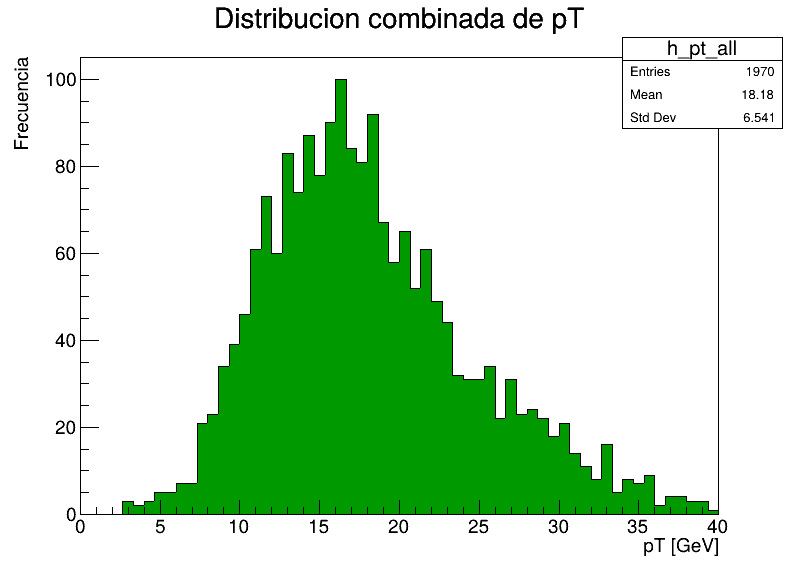 Distribucion combinada de pT
h_pt_all
Entries 1970
Mean 18.18
Std Dev 6.541
Frecuencia
100
80
60
40
20
0
0 5 10 15 20 25 30 35 40
pT [GeV]